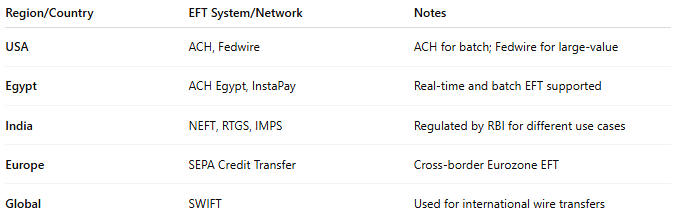 Region/Country EFT System/Network Notes
USA ACH, Fedwire ACH for batch; Fedwire for large-value
Egypt ACH Egypt, InstaPay Real-time and batch EFT supported
India NEFT, RTGS, IMPS Regulated by RBI for different use cases
Europe SEPA Credit Transfer Cross-border Eurozone EFT
Global SWIFT Used for international wire transfers